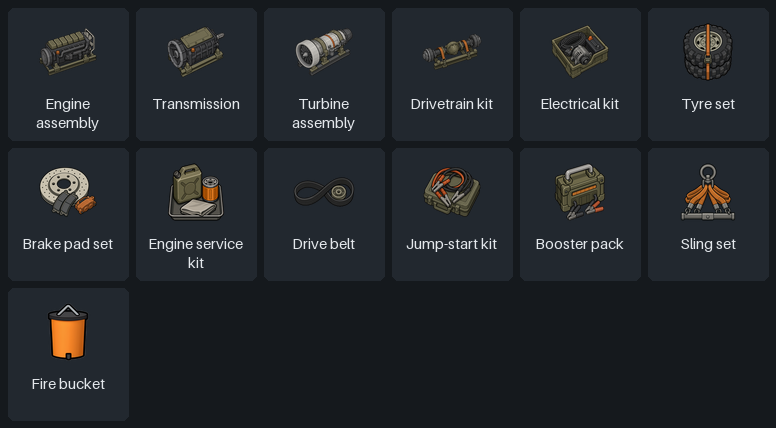 Engine
assembly
Transmission
Turbine
assembly
Drivetrain kit
Electrical kit
Tyre set
Brake pad set
Engine service
kit
Drive belt
Jump-start kit
Booster pack
Sling set
Fire bucket